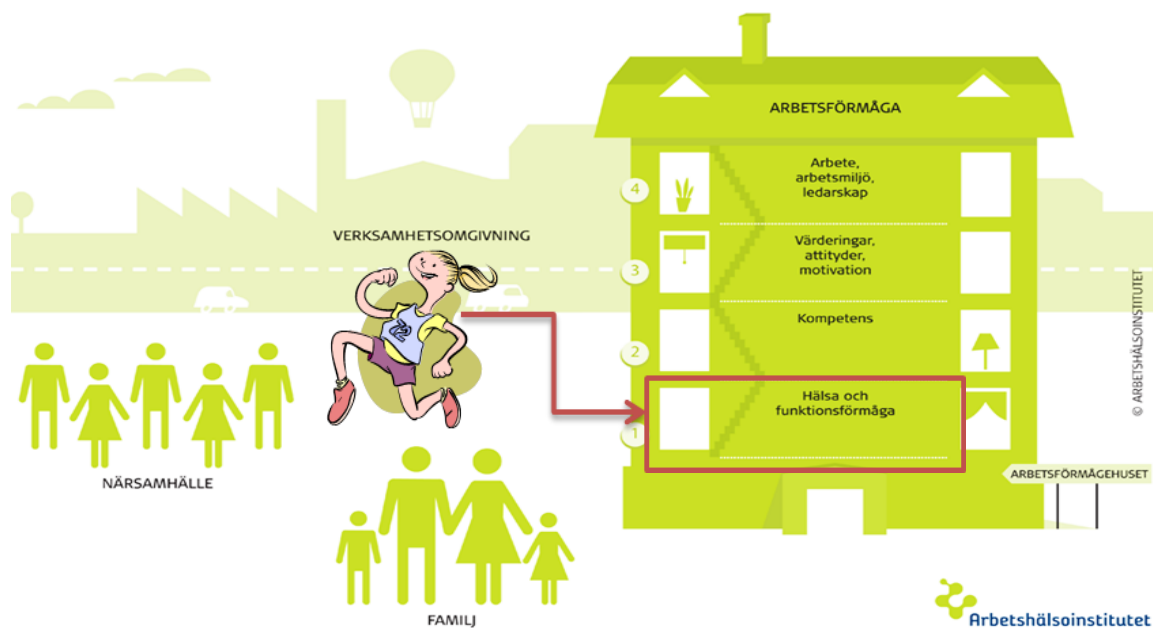 ARBETSFÖRMÅGA
4
Arbete,
arbetsmiljö,
ledarskap
VERKSAMHETSOMGIVNING
3
Värderingar,
attityder,
motivation
2
Kompetens
72
1
Hälsa och
funktionsförmåga
© ARBETSHÄLSOINSTITUTET
NÄRSAMHÄLLE
ARBETSFÖRMÅGEHUSET
FAMILJ
Arbetshälsoinstitutet